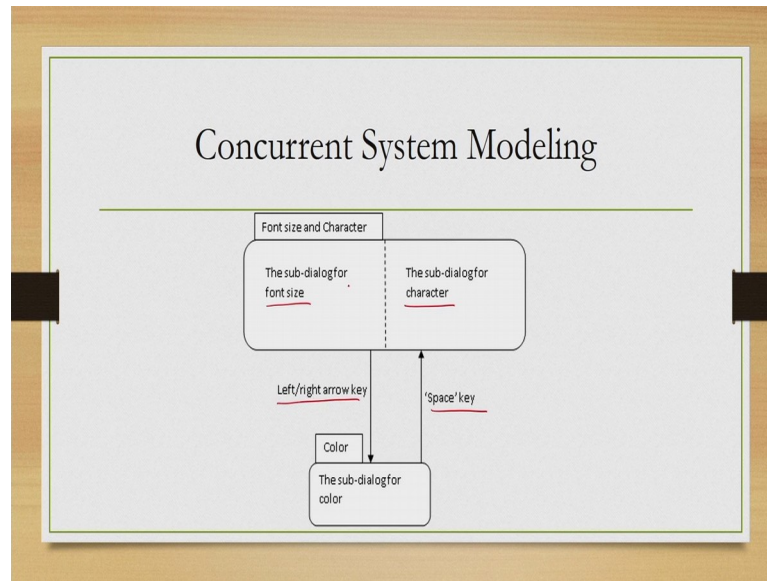 Concurrent System Modeling
Font size and Character
The sub-dialog for
font size
The sub-dialog for
character
Left/right arrow key
'Space' key
Color
The sub-dialog for
color